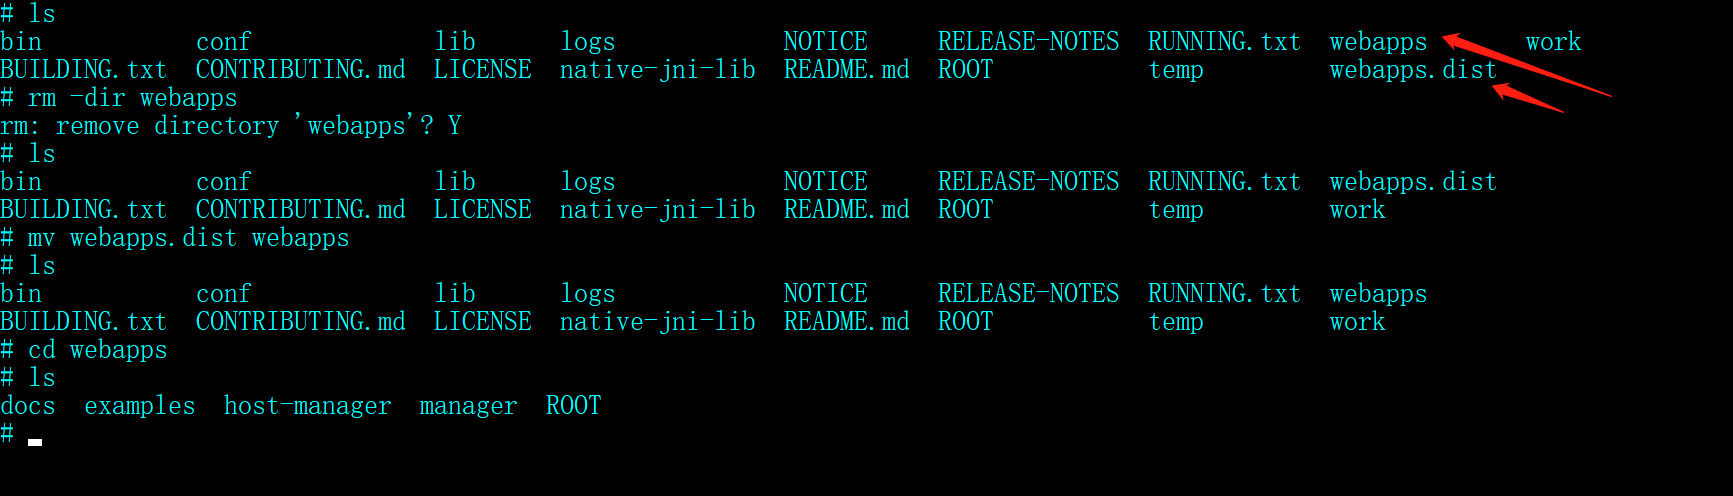 # ls
bin conf lib logs NOTICE RELEASE-NOTES RUNNING.txt webapps work
BUILDING.txt CONTRIBUTING.md LICENSE native-jni-lib README.md ROOT temp webapps.dist
# rm -dir webapps
rm: remove directory 'webapps'? Y
# ls
bin conf lib logs NOTICE RELEASE-NOTES RUNNING.txt webapps.dist
BUILDING.txt CONTRIBUTING.md LICENSE native-jni-lib README.md ROOT temp work
# mv webapps.dist webapps
# ls
bin conf lib logs NOTICE RELEASE-NOTES RUNNING.txt webapps
BUILDING.txt CONTRIBUTING.md LICENSE native-jni-lib README.md ROOT temp work
# cd webapps
# ls
docs examples host-manager manager ROOT
#